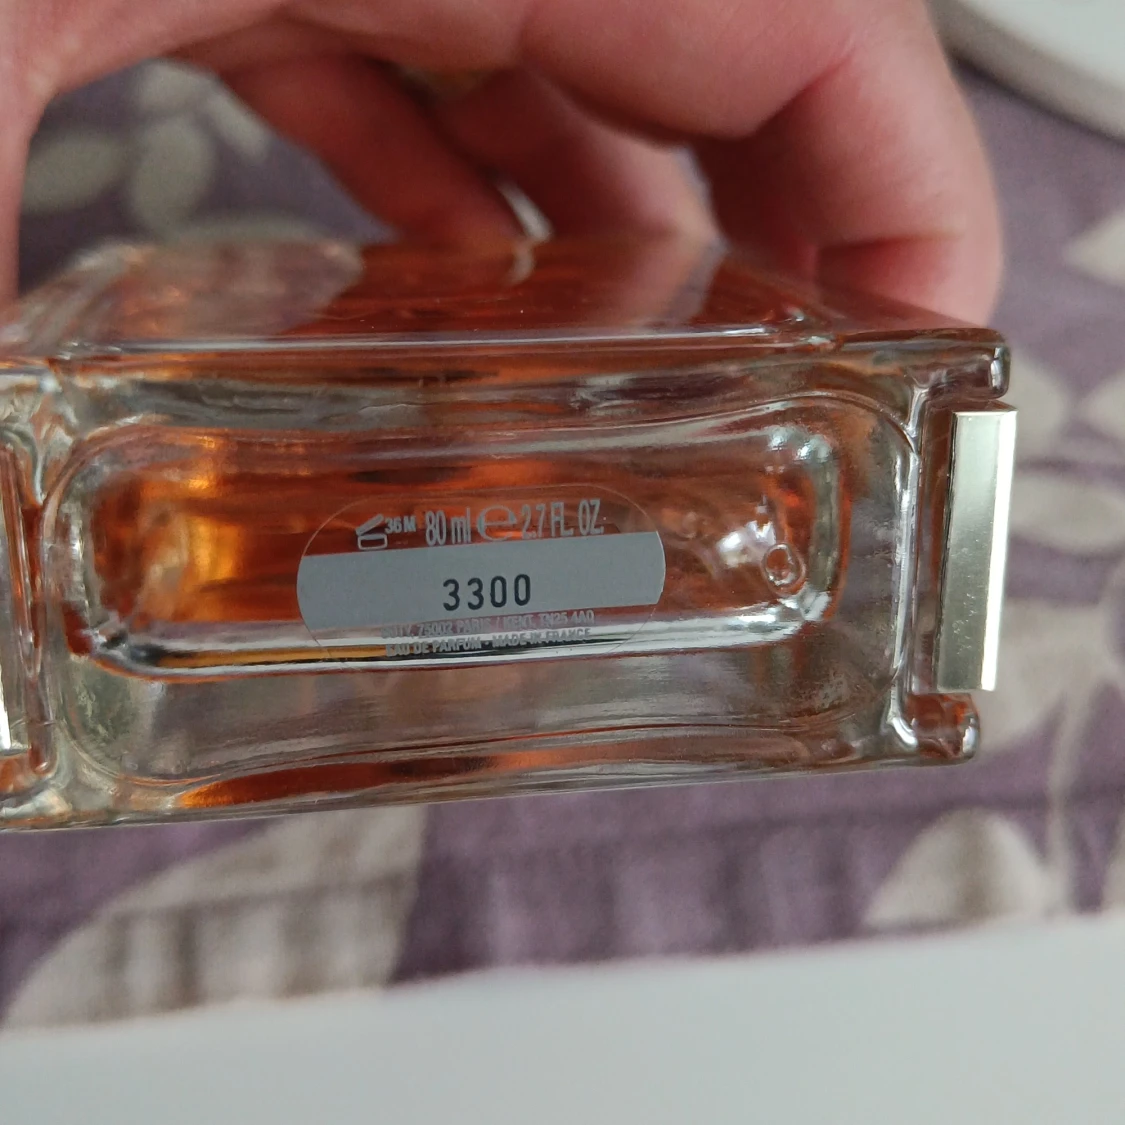 36M 80 ml e 2.7 FL. OZ.
3300
COTY, 75002 PARIS / KENT, TN25 4AQ
EAU DE PARFUM - MADE IN FRANCE